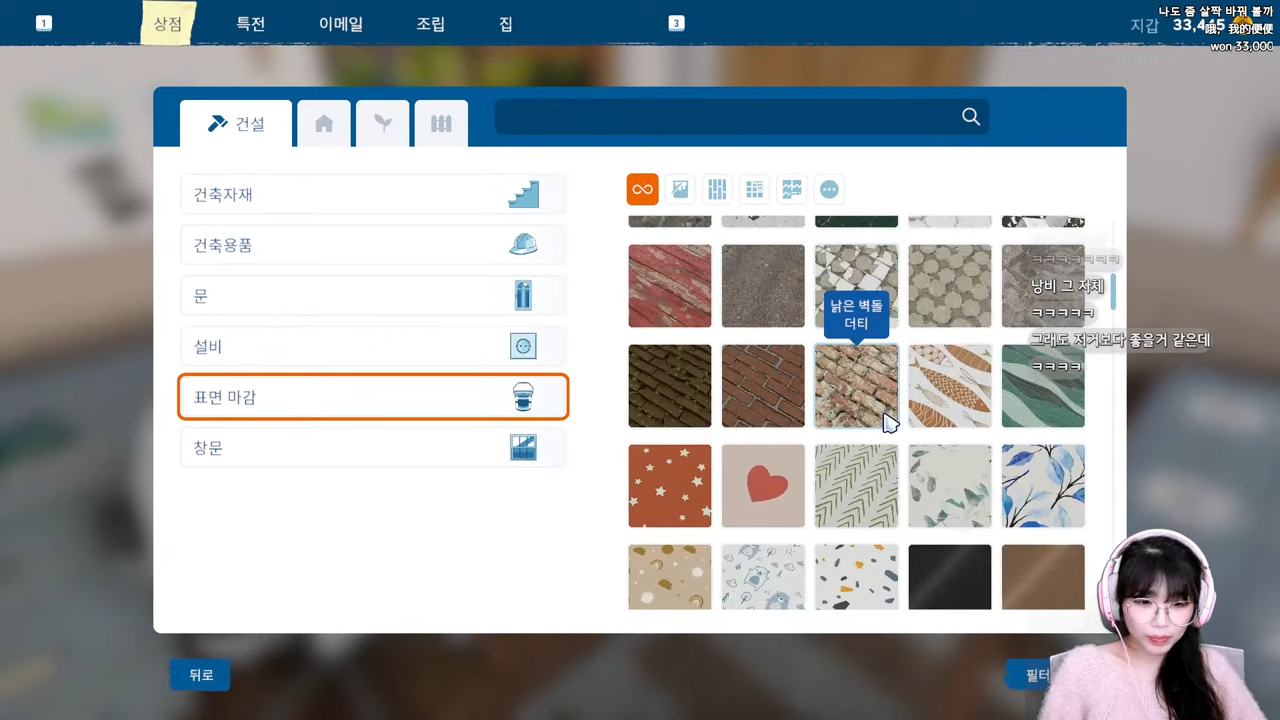 1
상점
특전
이메일
조립
집
3
지갑 33,445
나도 좀 살짝 바꿔 볼까
哦，我的便便
won 33,000
건설
건축자재
건축용품
문
설비
표면 마감
창문
낡은 벽돌
더티
ㅋㅋㅋㅋㅋㅋㅋ
낭비 그 자체
ㅋㅋㅋㅋㅋ
그래도 저거보다 좋을거 같은데
ㅋㅋㅋㅋ
뒤로
필터